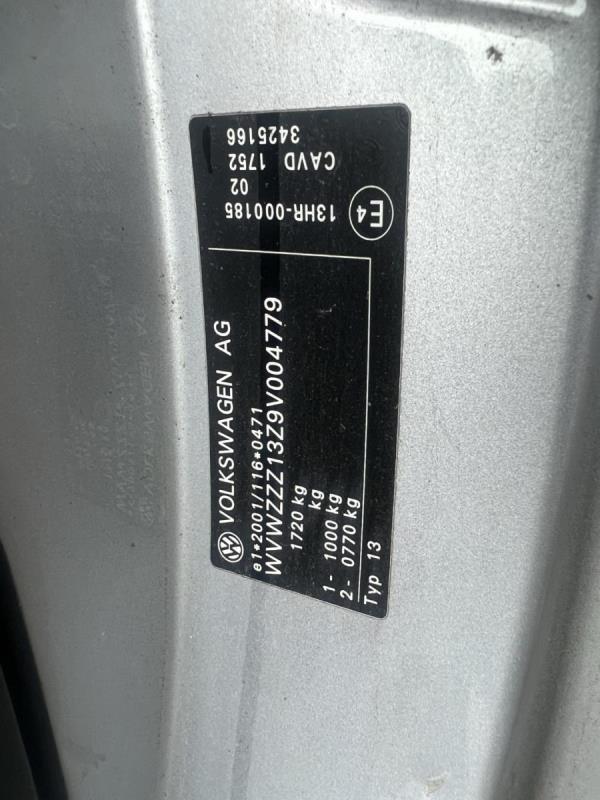 VOLKSWAGEN AG
e1*2001/116*0471
WVWZZZ13Z9V004779
1720 kg
kg
1- 1000 kg
2- 0770 kg
Typ 13
E4
13HR-000185
02
CAVD 1752
3425166